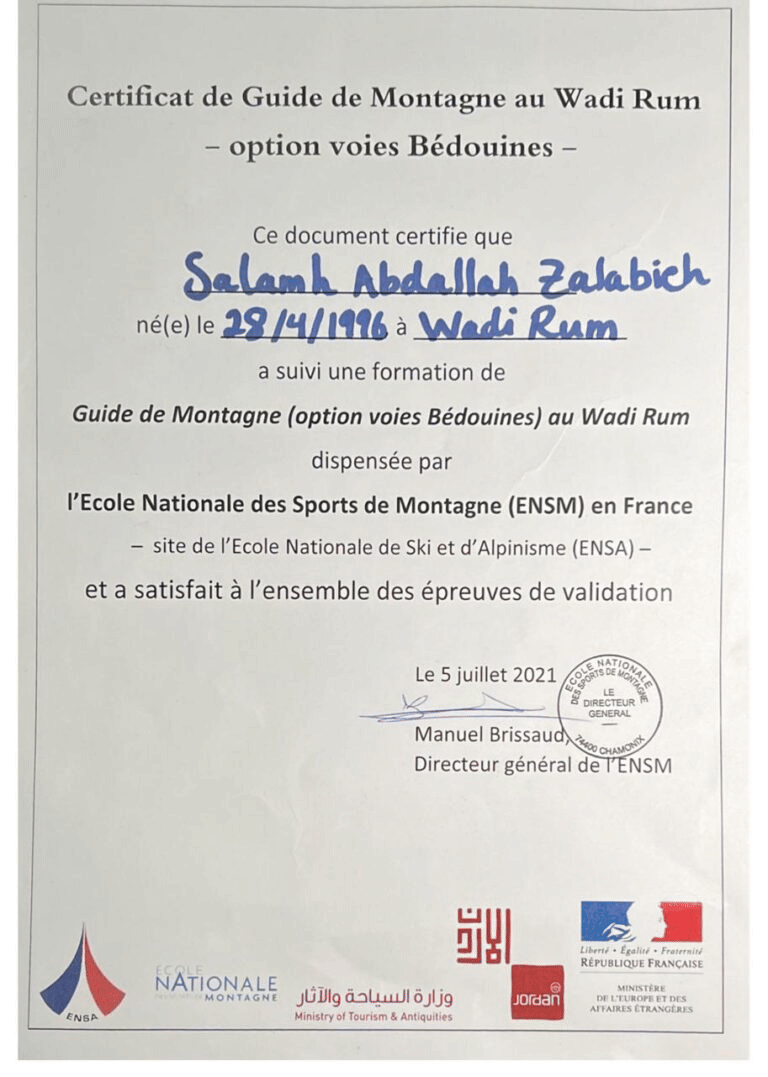 Certificat de Guide de Montagne au Wadi Rum
– option voies Bédouines –
Ce document certifie que
Salamh Abdallah Zalabieh
né(e) le 28/4/1996 à Wadi Rum
a suivi une formation de
Guide de Montagne (option voies Bédouines) au Wadi Rum
dispensée par
l'Ecole Nationale des Sports de Montagne (ENSM) en France
– site de l'Ecole Nationale de Ski et d'Alpinisme (ENSA) –
et a satisfait à l'ensemble des épreuves de validation
Le 5 juillet 2021
ECOLE NATIONALE
DES SPORTS DE MONTAGNE
LE
DIRECTEUR
GENERAL
74400 CHAMONIX
Manuel Brissaud,
Directeur général de l'ENSM
ENSA
ECOLE
NATIONALE
MONTAGNE
وزارة السياحة والآثار
Ministry of Tourism & Antiquities
الأردن
Jordan
Liberté • Égalité • Fraternité
RÉPUBLIQUE FRANÇAISE
MINISTÈRE
DE L'EUROPE ET DES
AFFAIRES ÉTRANGÈRES